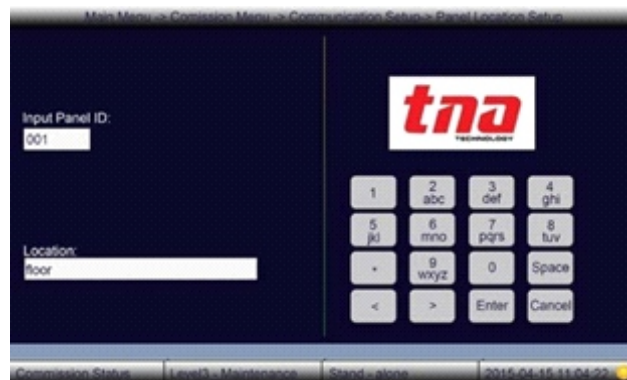 Main Menu -> Comission Menu -> Communication Setup-> Panel Location Setup
Input Panel ID:
001
Location:
floor
tna
TECHNOLOGY
1
2
abc
3
def
4
ghi
5
jkl
6
mno
7
pqrs
8
tuv
*
9
wxyz
0
Space
<
>
Enter
Cancel
Commission Status
Level3 - Maintenance
Stand - alone
2015-04-15 11:04:22